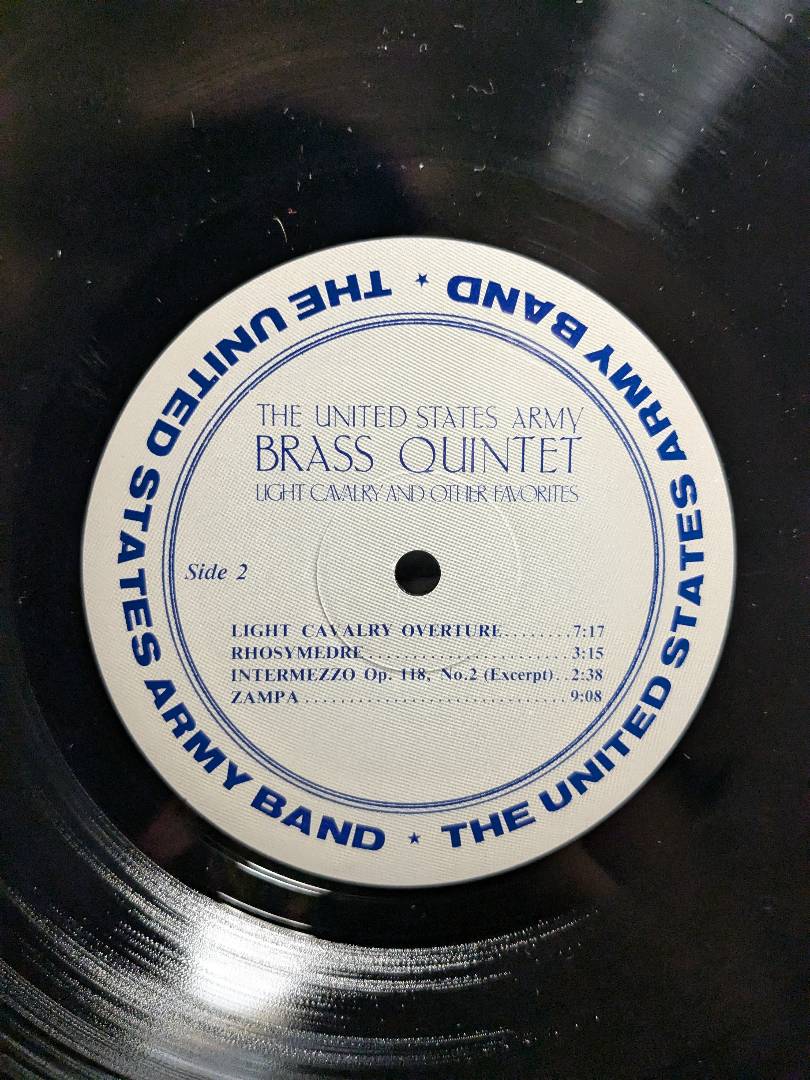 THE UNITED STATES ARMY BAND ★ THE UNITED STATES ARMY BAND ★
THE UNITED STATES ARMY
BRASS QUINTET
LIGHT CAVALRY AND OTHER FAVORITES
Side 2
LIGHT CAVALRY OVERTURE........7:17
RHOSYMEDRE.........................3:15
INTERMEZZO Op. 118, No.2 (Excerpt)..2:38
ZAMPA................................9:08